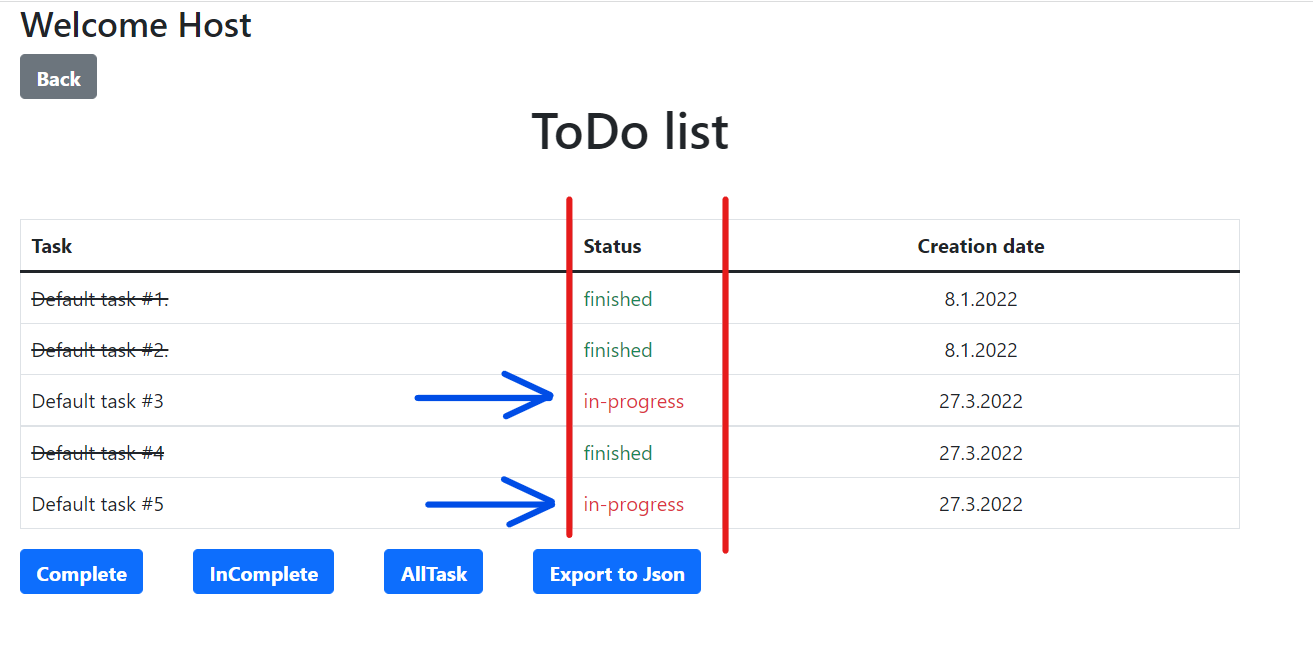 Welcome Host
Back
ToDo list
Task Status Creation date
Default task #1. finished 8.1.2022
Default task #2. finished 8.1.2022
Default task #3 in-progress 27.3.2022
Default task #4 finished 27.3.2022
Default task #5 in-progress 27.3.2022
Complete InComplete AllTask Export to Json